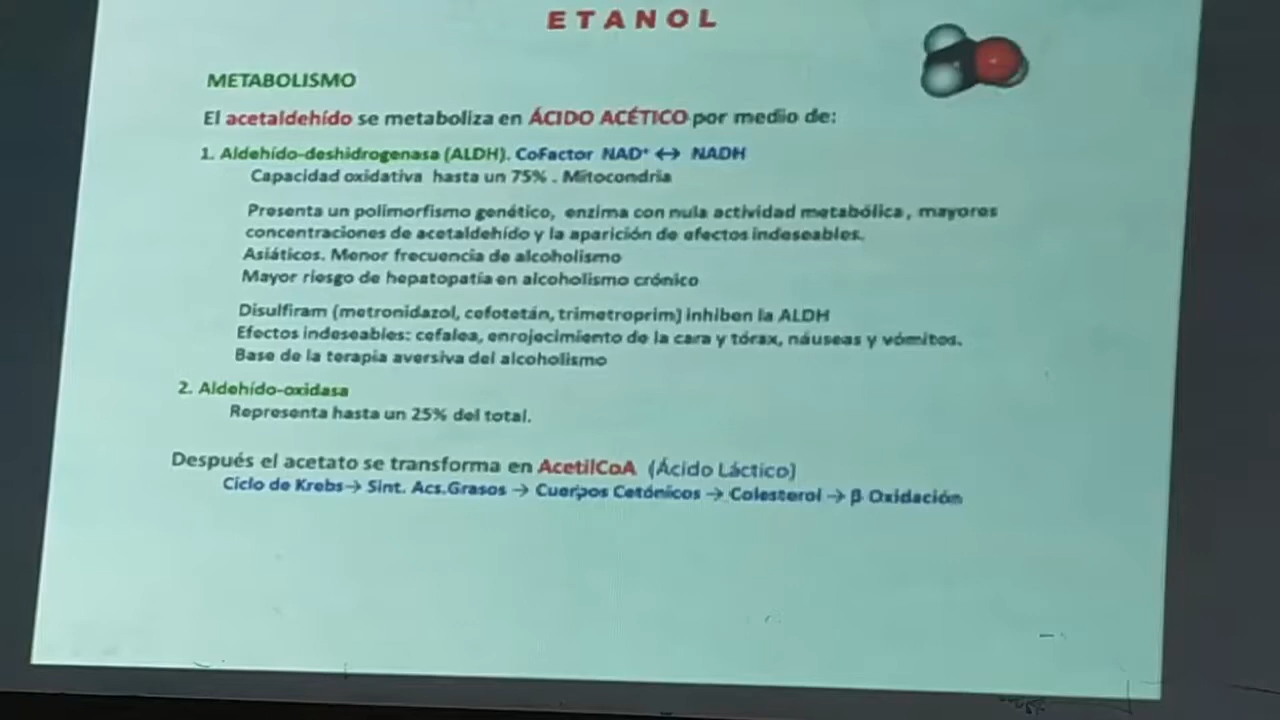 ETANOL
METABOLISMO
El acetaldehído se metaboliza en ÁCIDO ACÉTICO por medio de:
1. Aldehído-deshidrogenasa (ALDH). CoFactor NAD⁺ ↔ NADH
Capacidad oxidativa hasta un 75% . Mitocondria
Presenta un polimorfismo genético, enzima con nula actividad metabólica, mayores
concentraciones de acetaldehído y la aparición de efectos indeseables.
Asiáticos. Menor frecuencia de alcoholismo
Mayor riesgo de hepatopatía en alcoholismo crónico
Disulfiram (metronidazol, cefotetán, trimetroprim) inhiben la ALDH
Efectos indeseables: cefalea, enrojecimiento de la cara y tórax, náuseas y vómitos.
Base de la terapia aversiva del alcoholismo
2. Aldehído-oxidasa
Representa hasta un 25% del total.
Después el acetato se transforma en AcetilCoA (Ácido Láctico)
Ciclo de Krebs→ Sint. Acs.Grasos → Cuerpos Cetónicos → Colesterol → β Oxidación